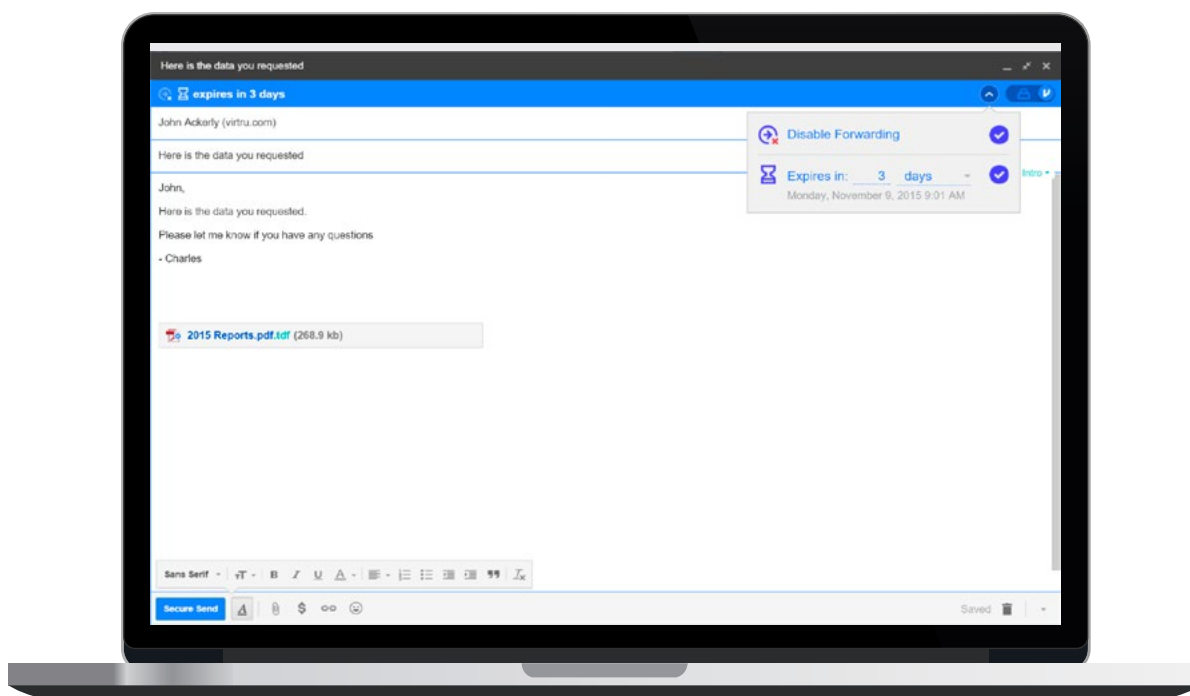 Here is the data you requested
expires in 3 days
John Ackerly (virtru.com)
Disable Forwarding
Here is the data you requested
Expires in: 3 days
Intro
Monday, November 9, 2015 9:01 AM
John,
Here is the data you requested.
Please let me know if you have any questions
- Charles
2015 Reports.pdf.tdf (268.9 kb)
Sans Serif
Secure Send
Saved